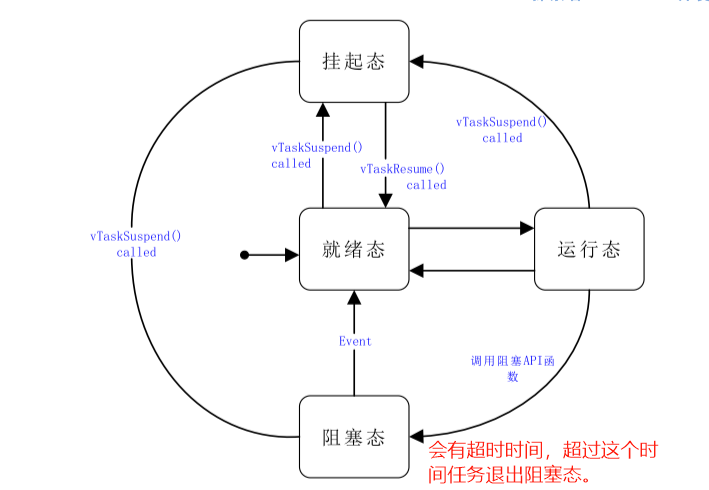 挂起态
vTaskSuspend()
called
vTaskSuspend()
called
vTaskResume()
called
vTaskSuspend()
called
就绪态
运行态
Event
调用阻塞API函
数
阻塞态
会有超时时间，超过这个时
间任务退出阻塞态。